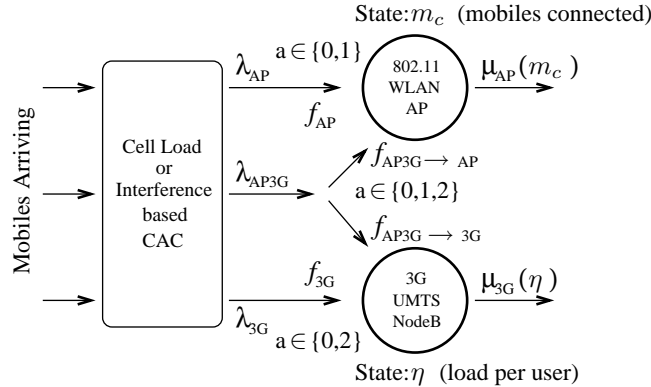 State: m_c (mobiles connected)
a ∈ {0,1}
λ_AP
f_AP
802.11
WLAN
AP
μ_AP (m_c)
Mobiles Arriving
Cell Load
or
Interference
based
CAC
λ_AP3G
f_AP3G → AP
a ∈ {0,1,2}
f_AP3G → 3G
f_3G
λ_3G
a ∈ {0,2}
3G
UMTS
NodeB
μ_3G (η)
State: η (load per user)